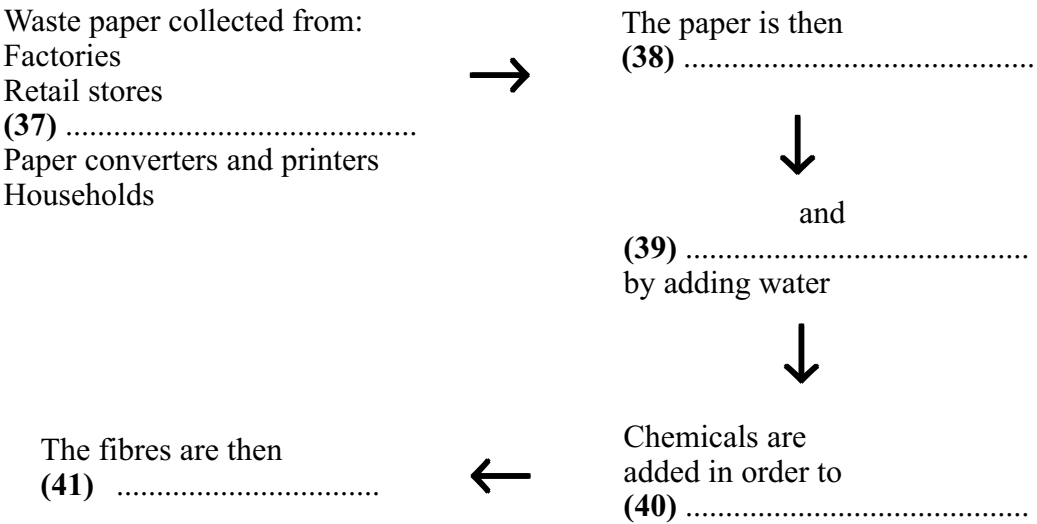 Waste paper collected from:
Factories
Retail stores
(37) ............................................
Paper converters and printers
Households
The paper is then
(38) ............................................
and
(39) ...........................................
by adding water
Chemicals are
added in order to
(40) ...........................................
The fibres are then
(41) .................................